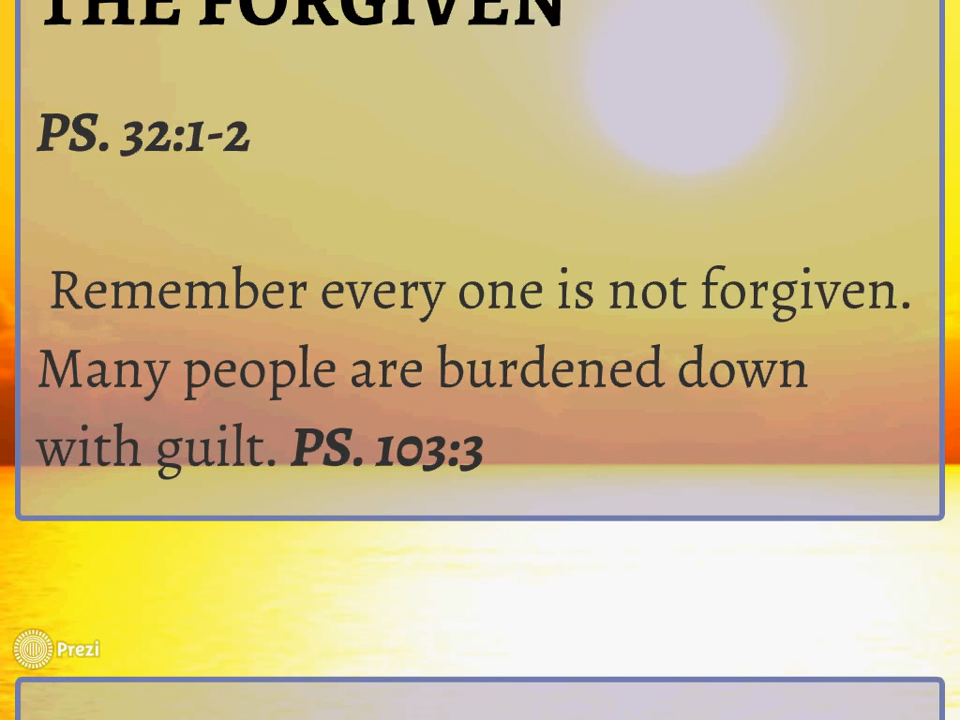 THE FORGIVEN
PS. 32:1-2
Remember every one is not forgiven.
Many people are burdened down
with guilt. PS. 103:3
Prezi